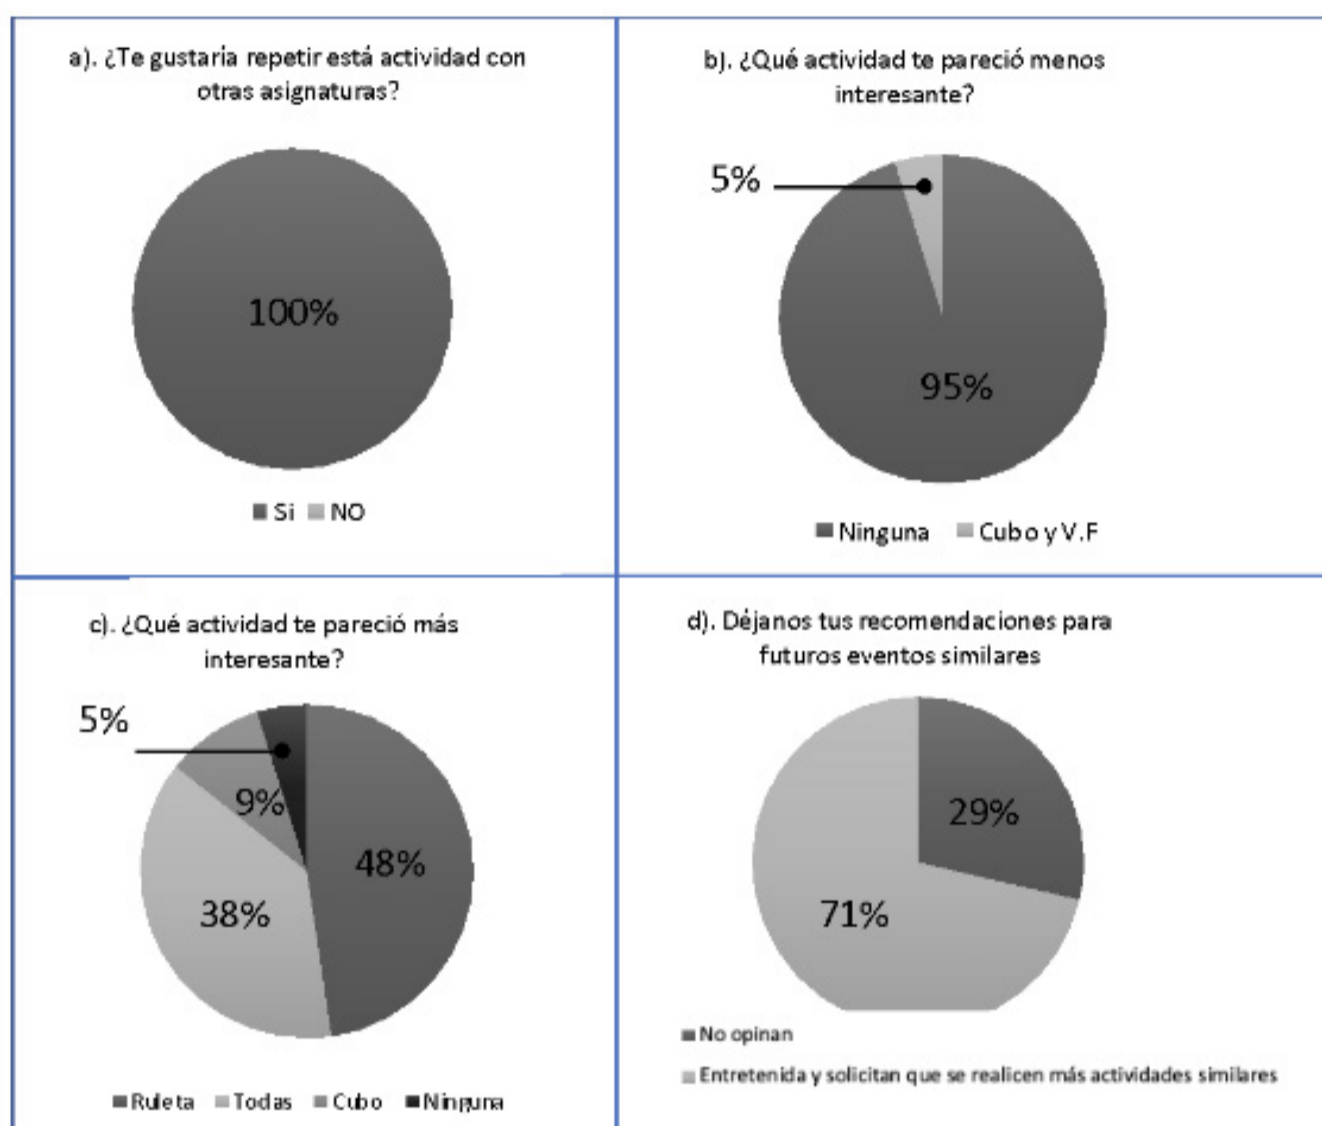 a). ¿Te gustaría repetir está actividad con
otras asignaturas?
100%
Si NO
b). ¿Qué actividad te pareció menos
interesante?
5%
95%
Ninguna Cubo y V.F
c). ¿Qué actividad te pareció más
interesante?
5%
9%
48%
38%
Ruleta Todas Cubo Ninguna
d). Déjanos tus recomendaciones para
futuros eventos similares
29%
71%
No opinan
Entretenida y solicitan que se realicen más actividades similares